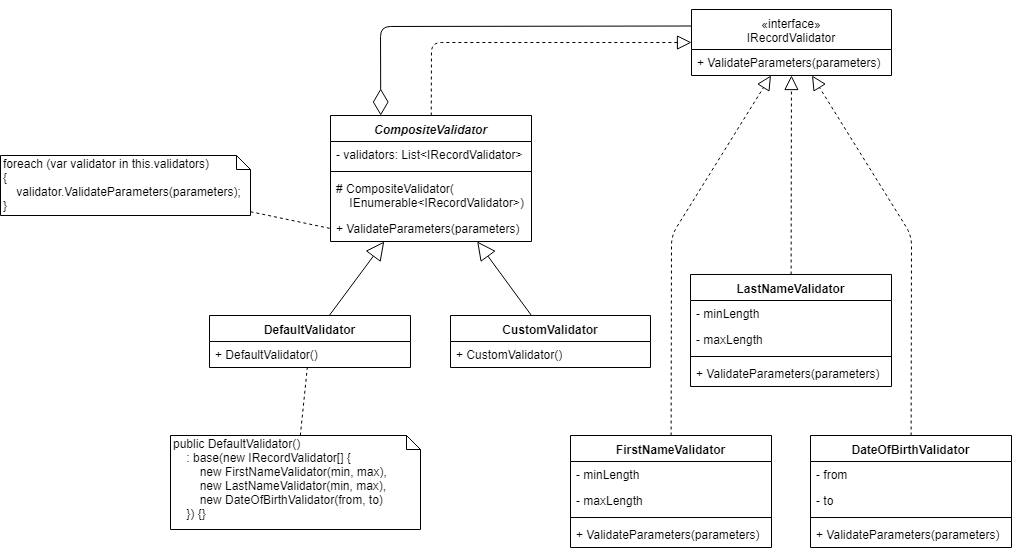 «interface»
IRecordValidator
+ ValidateParameters(parameters)
CompositeValidator
- validators: List<IRecordValidator>
# CompositeValidator(
IEnumerable<IRecordValidator>)
+ ValidateParameters(parameters)
foreach (var validator in this.validators)
{
validator.ValidateParameters(parameters);
}
DefaultValidator
+ DefaultValidator()
CustomValidator
+ CustomValidator()
LastNameValidator
- minLength
- maxLength
+ ValidateParameters(parameters)
public DefaultValidator()
: base(new IRecordValidator[] {
new FirstNameValidator(min, max),
new LastNameValidator(min, max),
new DateOfBirthValidator(from, to)
}) {}
FirstNameValidator
- minLength
- maxLength
+ ValidateParameters(parameters)
DateOfBirthValidator
- from
- to
+ ValidateParameters(parameters)